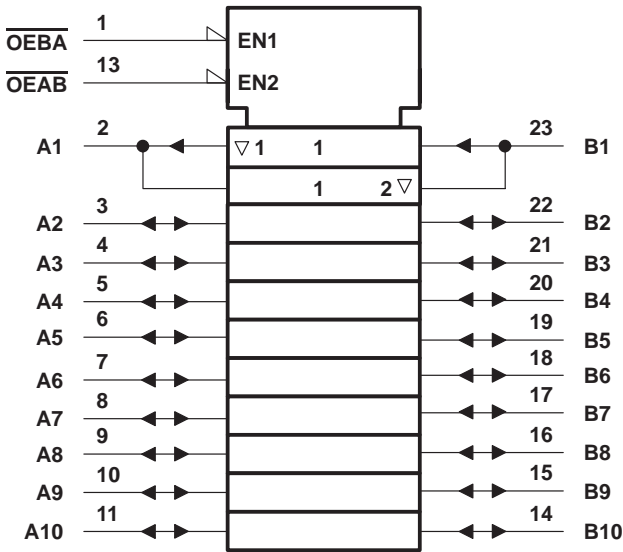 OEBA 1 EN1
OEAB 13 EN2
A1 2 ▽ 1 1 23 B1
1 2 ▽
A2 3 22 B2
A3 4 21 B3
A4 5 20 B4
A5 6 19 B5
A6 7 18 B6
A7 8 17 B7
A8 9 16 B8
A9 10 15 B9
A10 11 14 B10